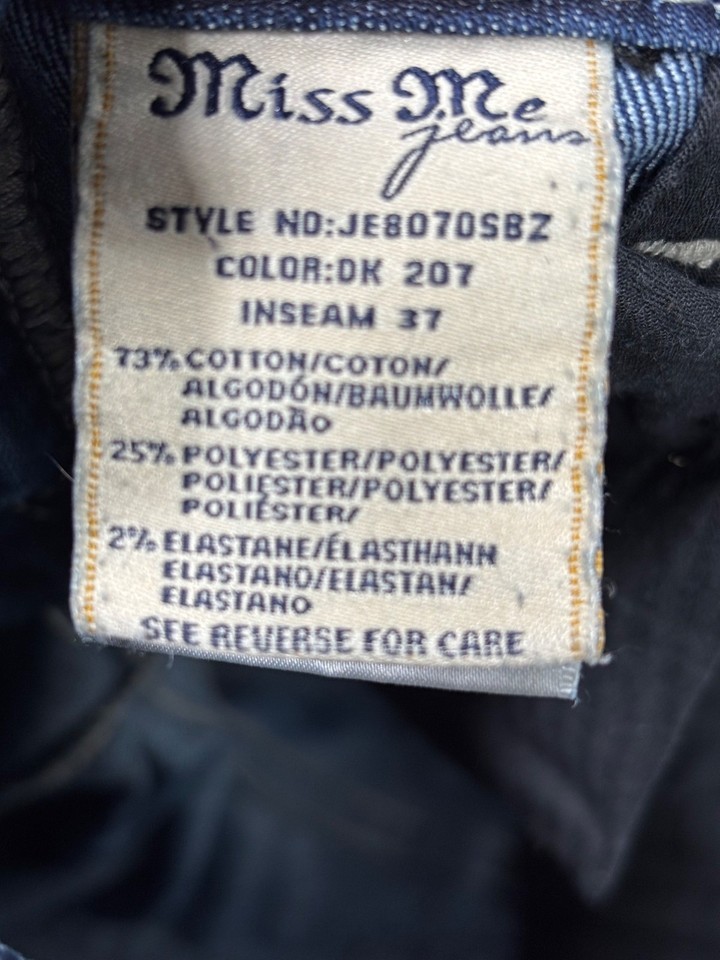 Miss Me
jeans
STYLE NO:JE8070SBZ
COLOR:DK 207
INSEAM 37
73% COTTON/COTON/
ALGODÓN/BAUMWOLLE/
ALGODÃO
25% POLYESTER/POLYESTER/
POLIESTER/POLYESTER/
POLIÉSTER/
2% ELASTANE/ÉLASTHANN
ELASTANO/ELASTAN/
ELASTANO
SEE REVERSE FOR CARE